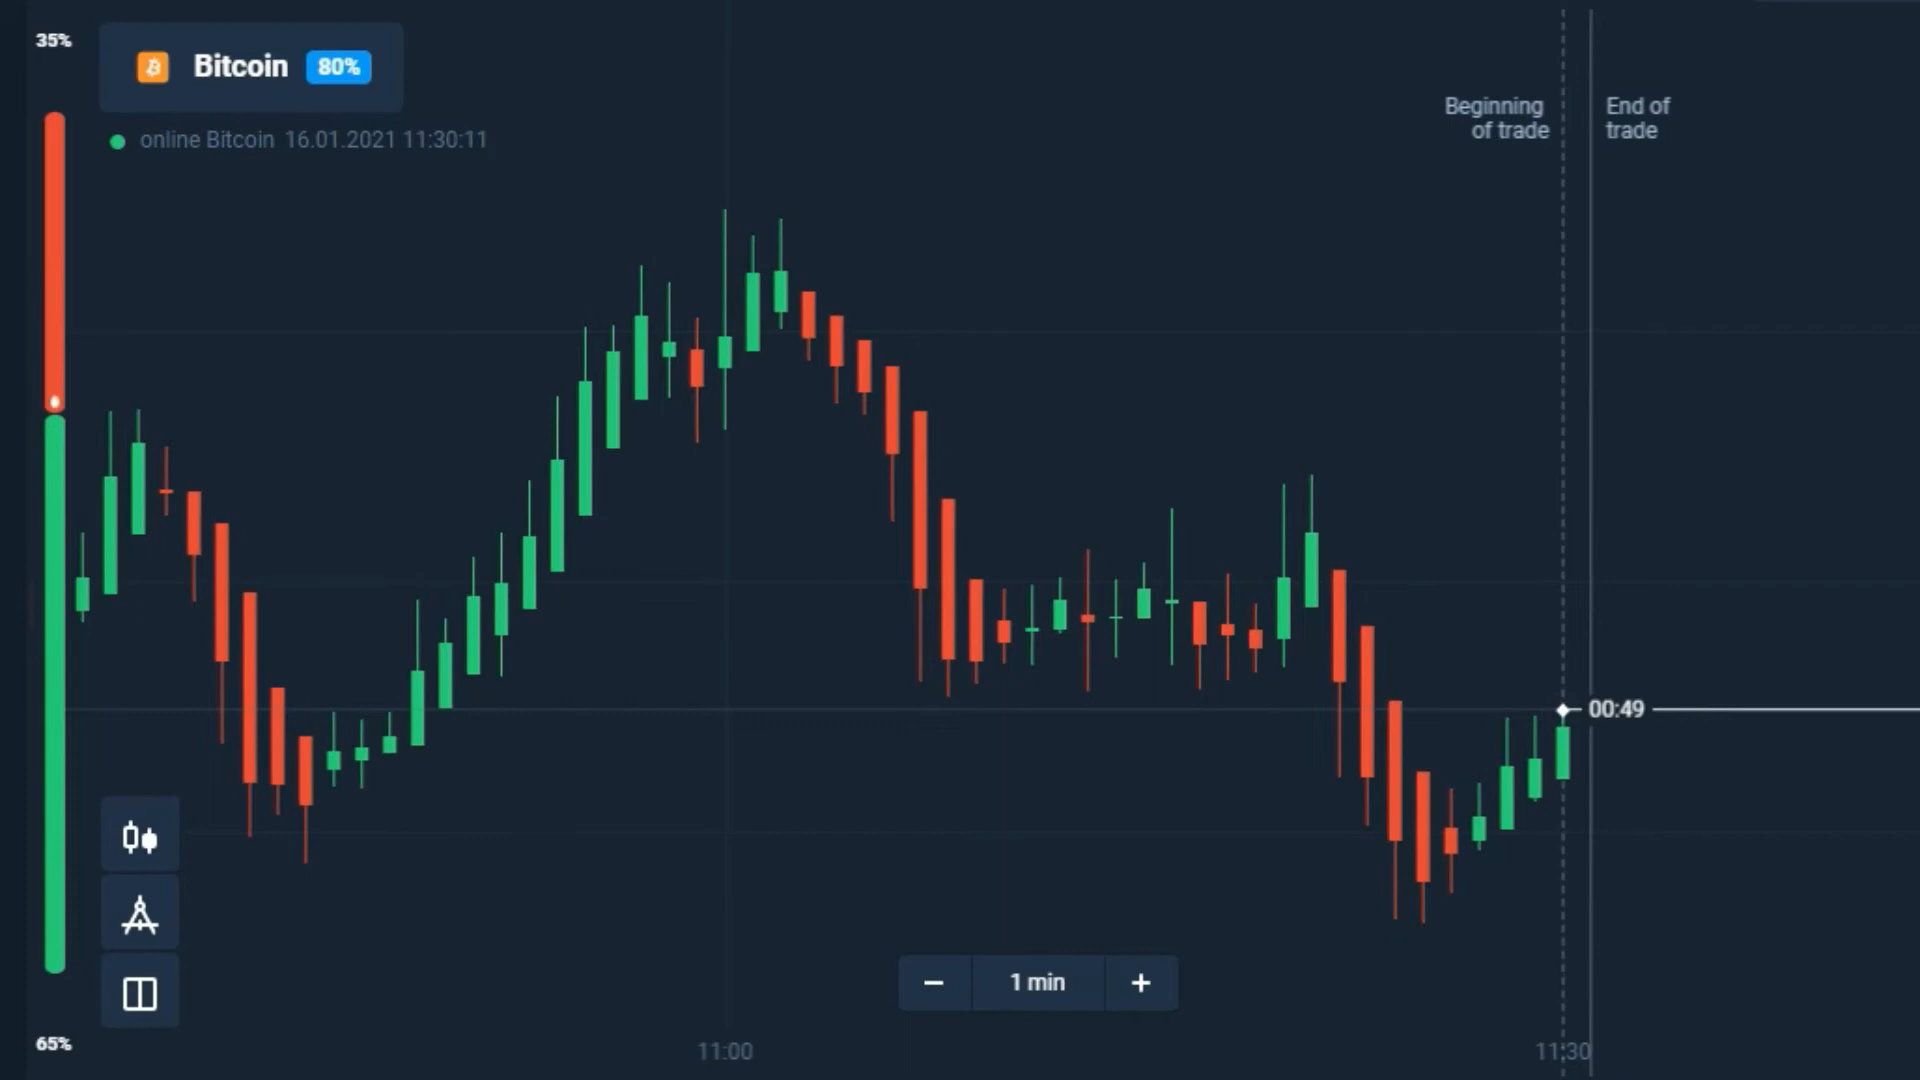 35%
Bitcoin 80%
online Bitcoin 16.01.2021 11:30:11
Beginning
of trade
End of
trade
00:49
1 min
65%
11:00
11:30